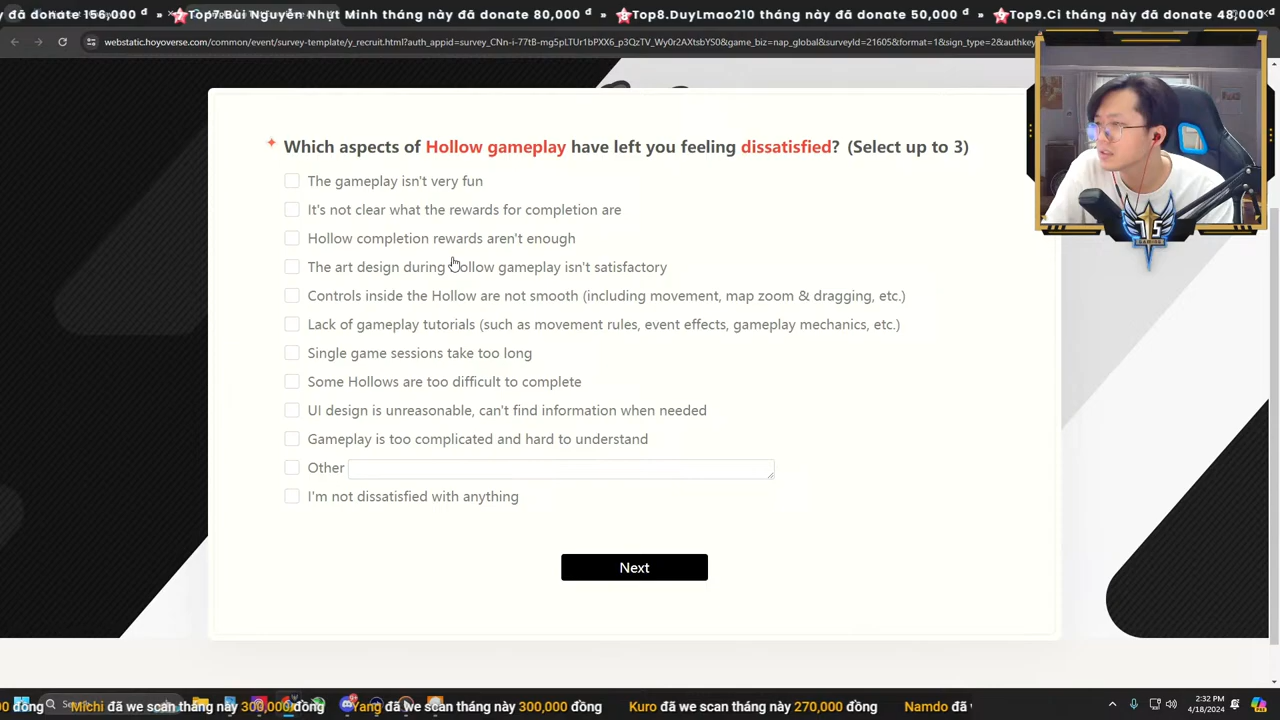 donate 156,000 đ » 7 Top7.Bùi Nguyễn Nhựt Minh tháng này đã donate 80,000 đ » 8 Top8.DuyLmao210 tháng này đã donate 50,000 đ » 9 Top9.Cì tháng này đã donate 48,000 đ
Which aspects of Hollow gameplay have left you feeling dissatisfied? (Select up to 3)
The gameplay isn't very fun
It's not clear what the rewards for completion are
Hollow completion rewards aren't enough
The art design during Hollow gameplay isn't satisfactory
Controls inside the Hollow are not smooth (including movement, map zoom & dragging, etc.)
Lack of gameplay tutorials (such as movement rules, event effects, gameplay mechanics, etc.)
Single game sessions take too long
Some Hollows are too difficult to complete
UI design is unreasonable, can't find information when needed
Gameplay is too complicated and hard to understand
Other
I'm not dissatisfied with anything
Next
GAMING
Search
Michi đã we scan tháng này 300,000 đồng Yang đã we scan tháng này 300,000 đồng Kuro đã we scan tháng này 270,000 đồng Namdo đã w
2:32 PM
4/18/2024